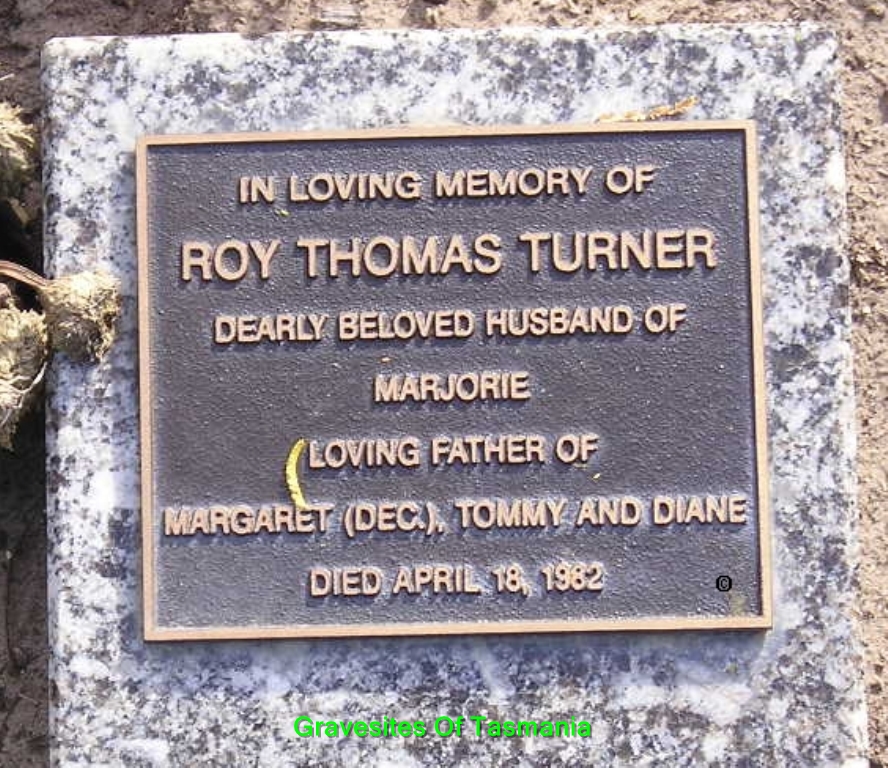 IN LOVING MEMORY OF
ROY THOMAS TURNER
DEARLY BELOVED HUSBAND OF
MARJORIE
LOVING FATHER OF
MARGARET (DEC.), TOMMY AND DIANE
DIED APRIL 18, 1982
©
Gravesites Of Tasmania